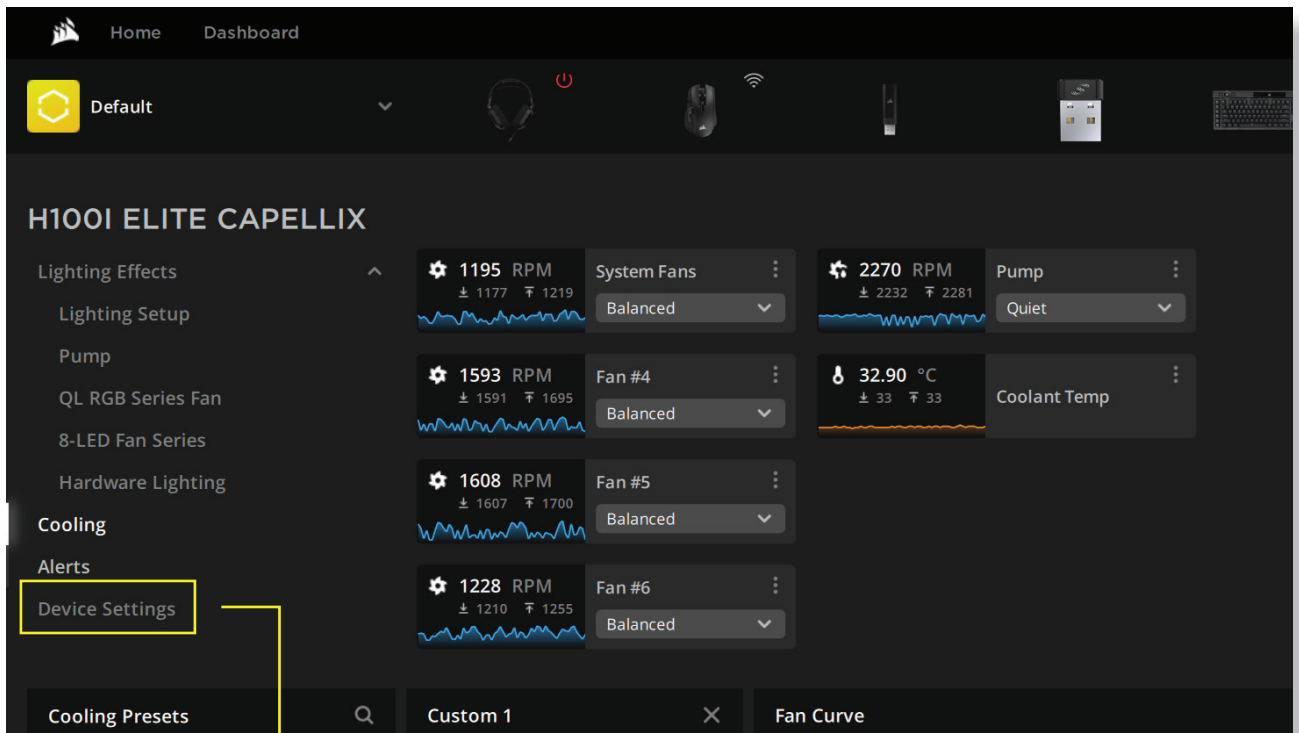 Home Dashboard
Default
H100I ELITE CAPELLIX
Lighting Effects
Lighting Setup
Pump
QL RGB Series Fan
8-LED Fan Series
Hardware Lighting
Cooling
Alerts
Device Settings
1195 RPM System Fans
1177 1219
Balanced
2270 RPM Pump
2232 2281
Quiet
1593 RPM Fan #4
1591 1695
Balanced
32.90 °C
33 33
Coolant Temp
1608 RPM Fan #5
1607 1700
Balanced
1228 RPM Fan #6
1210 1255
Balanced
Cooling Presets
Custom 1
Fan Curve